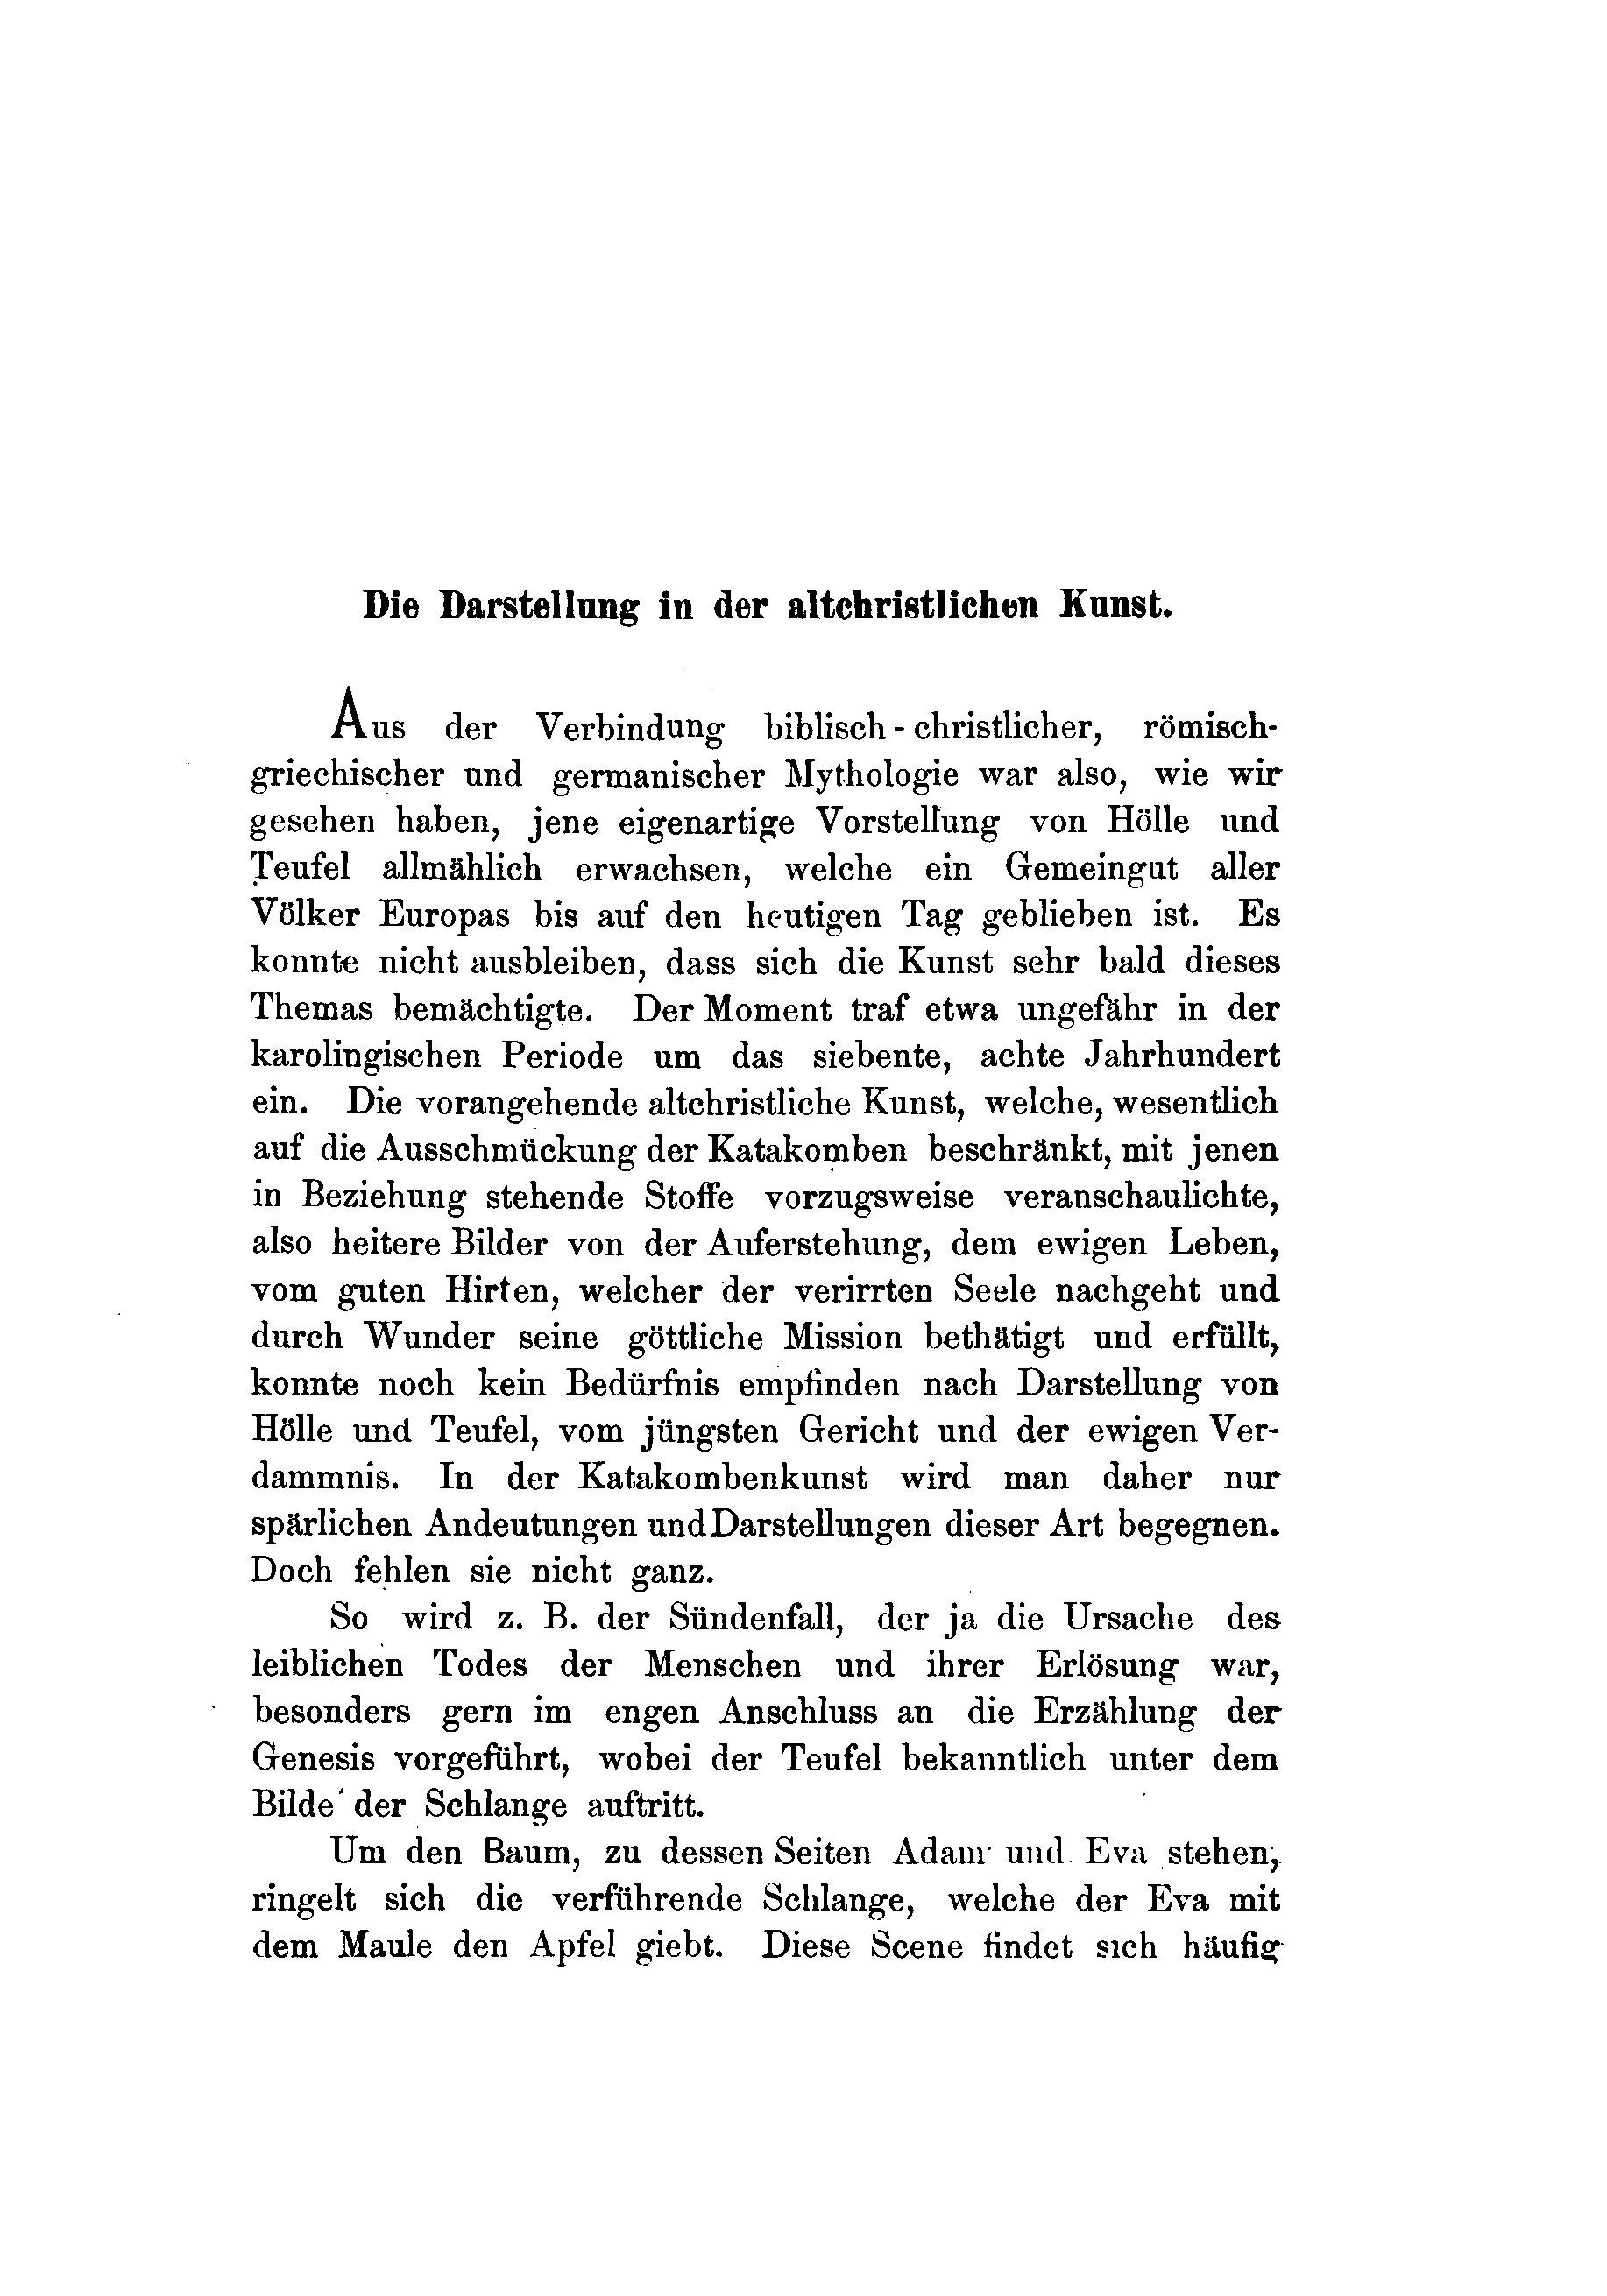 Die Darstellung in der altchristlichen Kunst.
Aus der Verbindung biblisch-christlicher, römisch-
griechischer und germanischer Mythologie war also, wie wir
gesehen haben, jene eigenartige Vorstellung von Hölle und
Teufel allmählich erwachsen, welche ein Gemeingut aller
Völker Europas bis auf den heutigen Tag geblieben ist. Es
konnte nicht ausbleiben, dass sich die Kunst sehr bald dieses
Themas bemächtigte. Der Moment traf etwa ungefähr in der
karolingischen Periode um das siebente, achte Jahrhundert
ein. Die vorangehende altchristliche Kunst, welche, wesentlich
auf die Ausschmückung der Katakomben beschränkt, mit jenen
in Beziehung stehende Stoffe vorzugsweise veranschaulichte,
also heitere Bilder von der Auferstehung, dem ewigen Leben,
vom guten Hirten, welcher der verirrten Seele nachgeht und
durch Wunder seine göttliche Mission bethätigt und erfüllt,
konnte noch kein Bedürfnis empfinden nach Darstellung von
Hölle und Teufel, vom jüngsten Gericht und der ewigen Ver-
dammnis. In der Katakombenkunst wird man daher nur
spärlichen Andeutungen und Darstellungen dieser Art begegnen.
Doch fehlen sie nicht ganz.
So wird z. B. der Sündenfall, der ja die Ursache des
leiblichen Todes der Menschen und ihrer Erlösung war,
besonders gern im engen Anschluss an die Erzählung der
Genesis vorgeführt, wobei der Teufel bekanntlich unter dem
Bilde der Schlange auftritt.
Um den Baum, zu dessen Seiten Adam und Eva stehen,
ringelt sich die verführende Schlange, welche der Eva mit
dem Maule den Apfel giebt. Diese Scene findet sich häufig